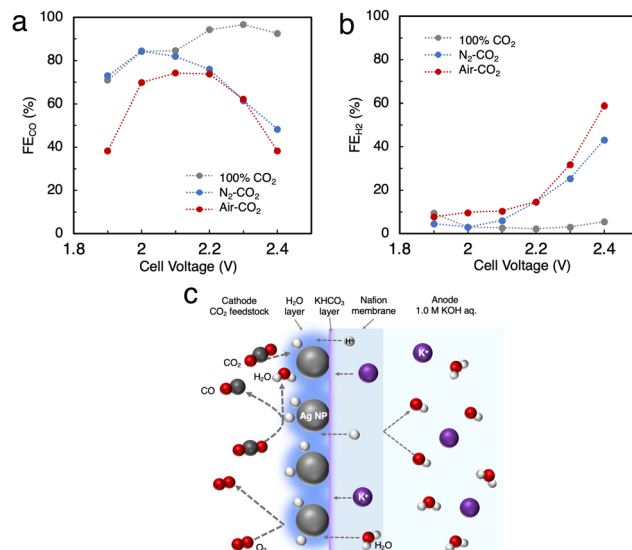 a
FE_CO (%)
100
80
60
40
20
0
1.8
2
2.2
2.4
Cell Voltage (V)
100% CO₂
N₂-CO₂
Air-CO₂
b
FE_H2 (%)
100
80
60
40
20
0
1.8
2
2.2
2.4
Cell Voltage (V)
100% CO₂
N₂-CO₂
Air-CO₂
c
Cathode
CO₂ feedstock
H₂O
layer
KHCO₃
layer
Nafion
membrane
Anode
1.0 M KOH aq.
CO₂
H⁺
K⁺
H₂O
CO
Ag NP
K⁺
O₂
H₂O